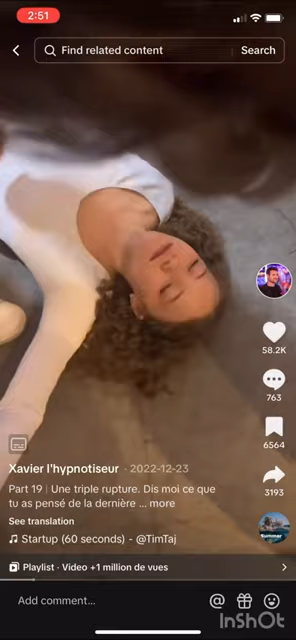 2:51
Find related content
Search
58.2K
763
6564
3193
Xavier l'hypnotiseur · 2022-12-23
Part 19 | Une triple rupture. Dis moi ce que
tu as pensé de la dernière ... more
See translation
Startup (60 seconds) - @TimTaj
Summer
Playlist · Video +1 million de vues
Add comment...
InShOt